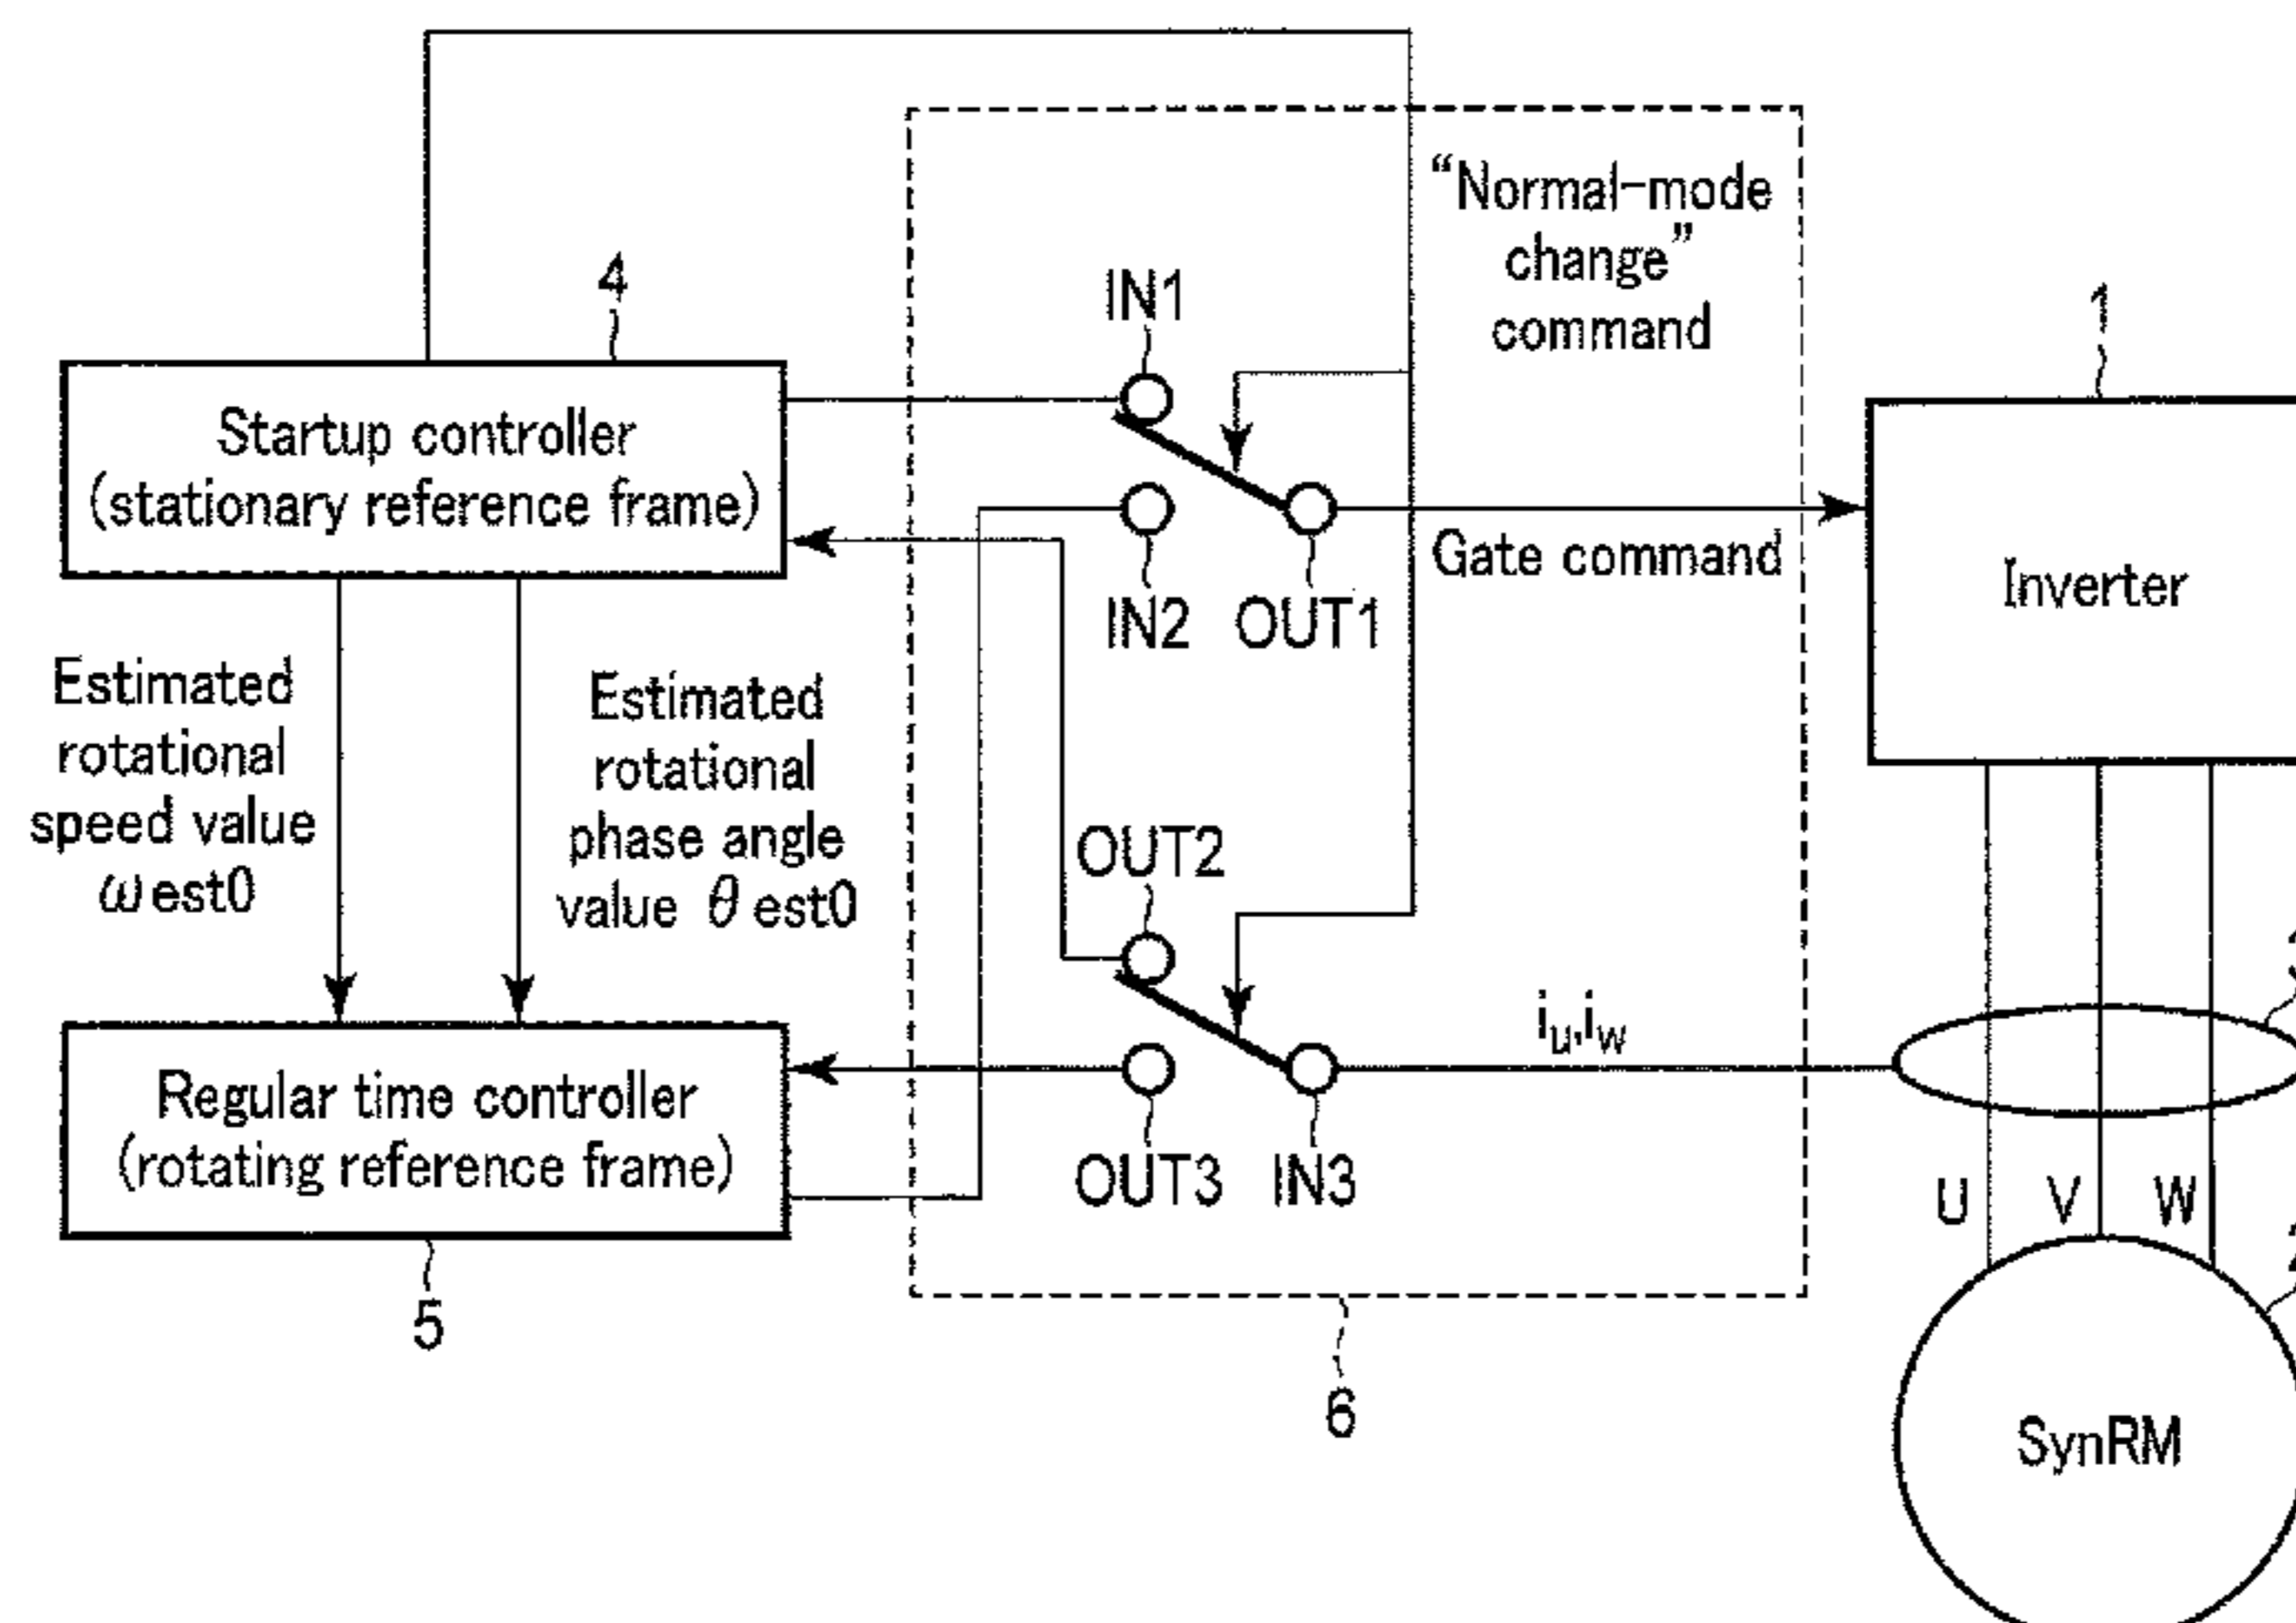 "Normal-mode
change"
command
4
IN1
1
Startup controller
(stationary reference frame)
IN2
OUT1
Gate command
Inverter
Estimated
rotational
speed value
ωest0
Estimated
rotational
phase angle
value θest0
OUT2
iu,iw
Regular time controller
(rotating reference frame)
OUT3
IN3
U
V
W
5
6
SynRM